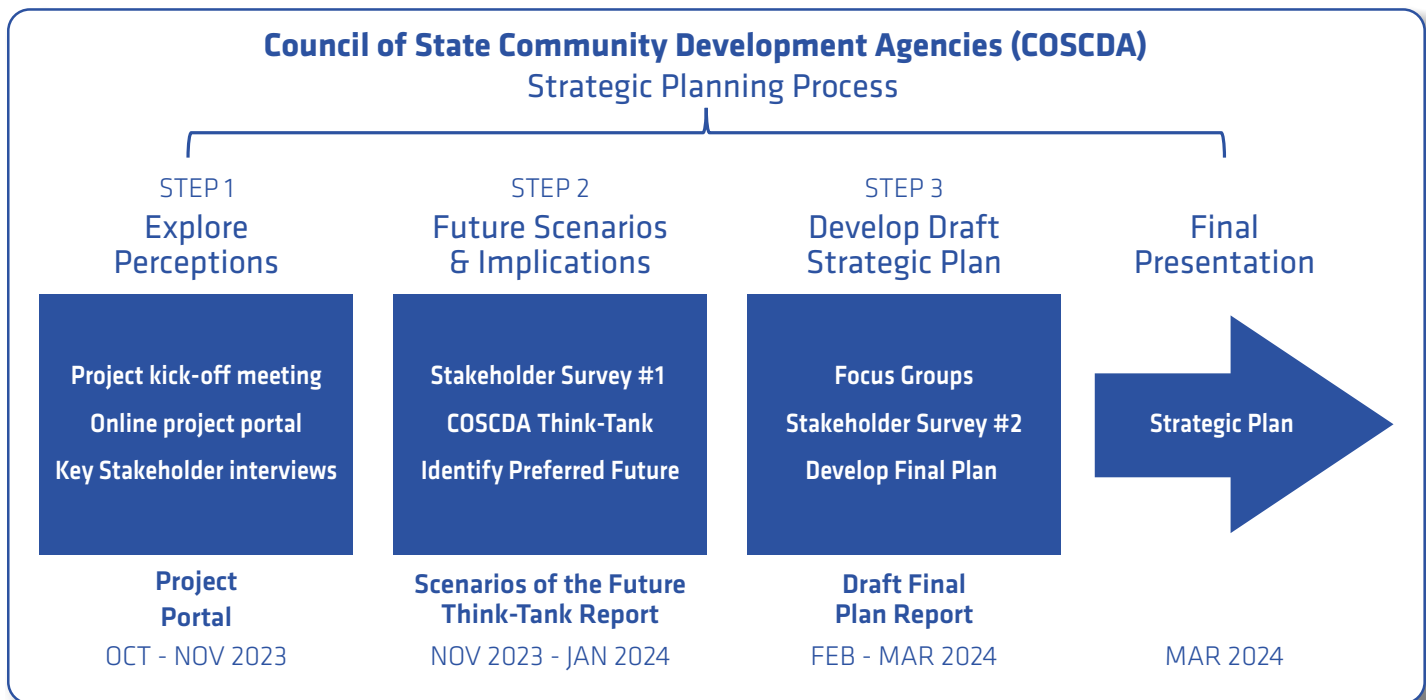 Council of State Community Development Agencies (COSCDA)
Strategic Planning Process
STEP 1
Explore
Perceptions
Project kick-off meeting
Online project portal
Key Stakeholder interviews
Project
Portal
OCT - NOV 2023
STEP 2
Future Scenarios
& Implications
Stakeholder Survey #1
COSCDA Think-Tank
Identify Preferred Future
Scenarios of the Future
Think-Tank Report
NOV 2023 - JAN 2024
STEP 3
Develop Draft
Strategic Plan
Focus Groups
Stakeholder Survey #2
Develop Final Plan
Draft Final
Plan Report
FEB - MAR 2024
Final
Presentation
Strategic Plan
MAR 2024